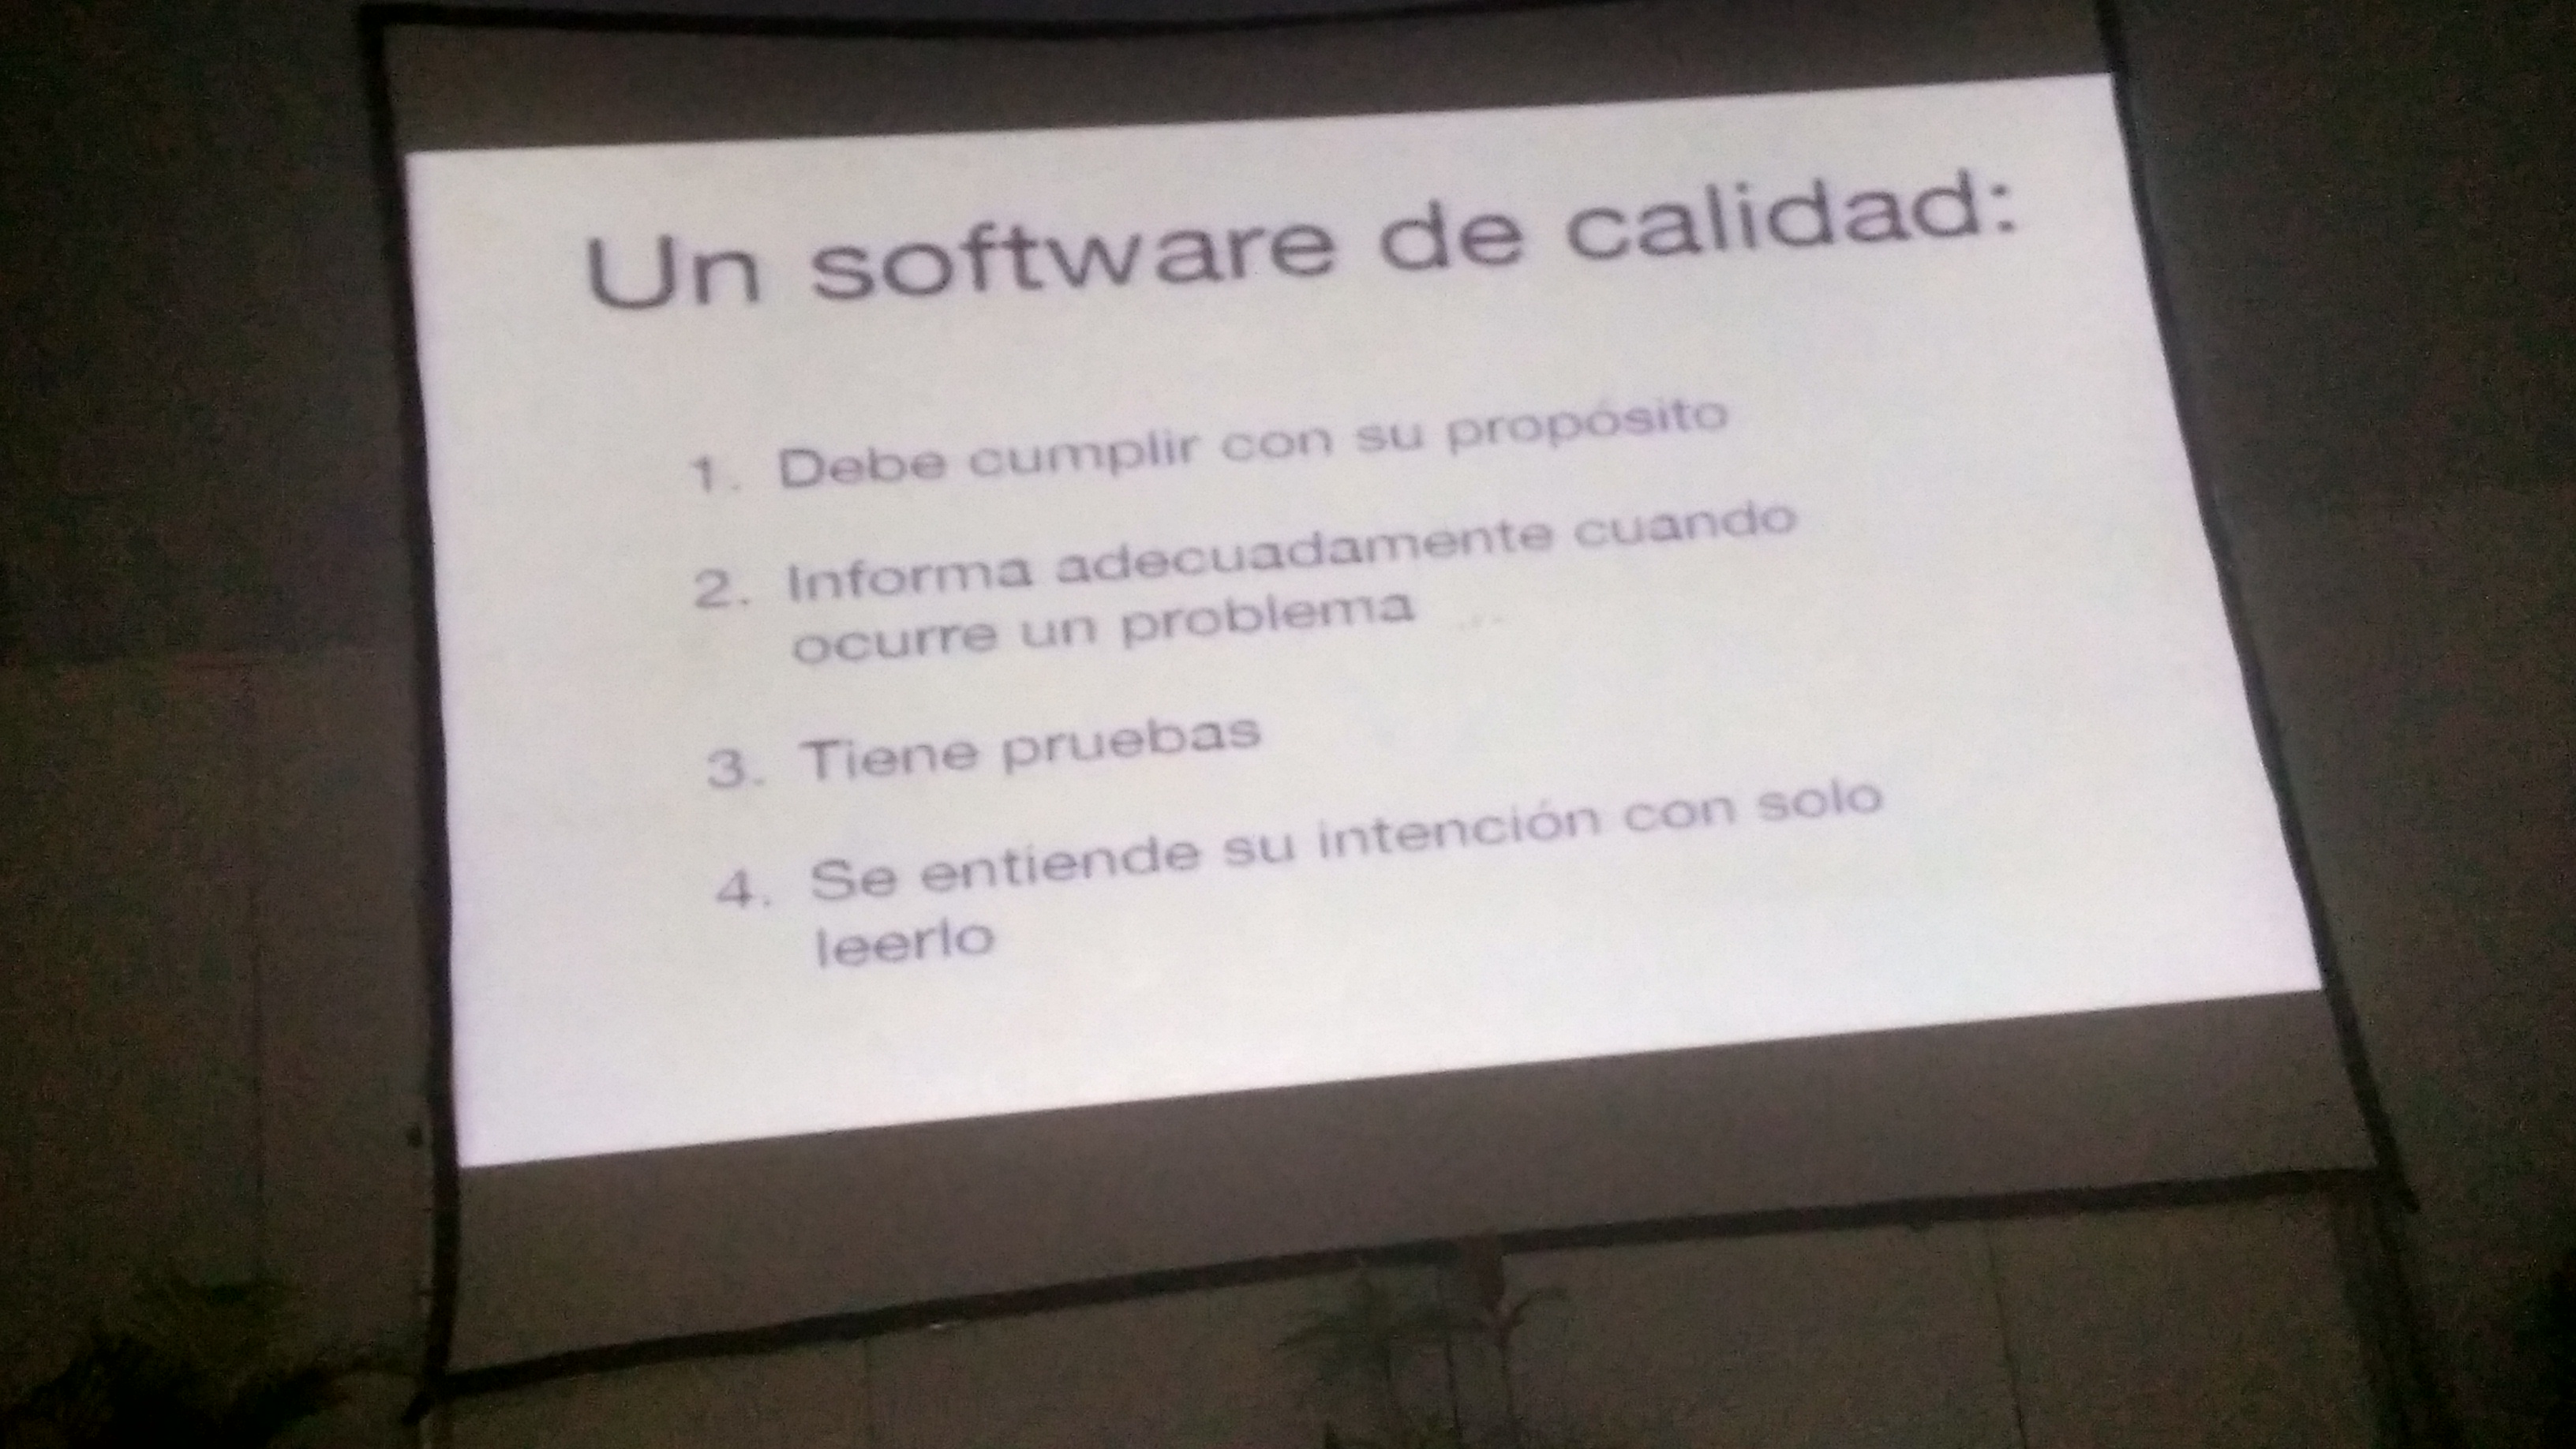 Un software de calidad:
1. Debe cumplir con su propósito
2. Informa adecuadamente cuando
ocurre un problema
3. Tiene pruebas
4. Se entiende su intención con solo
leerlo